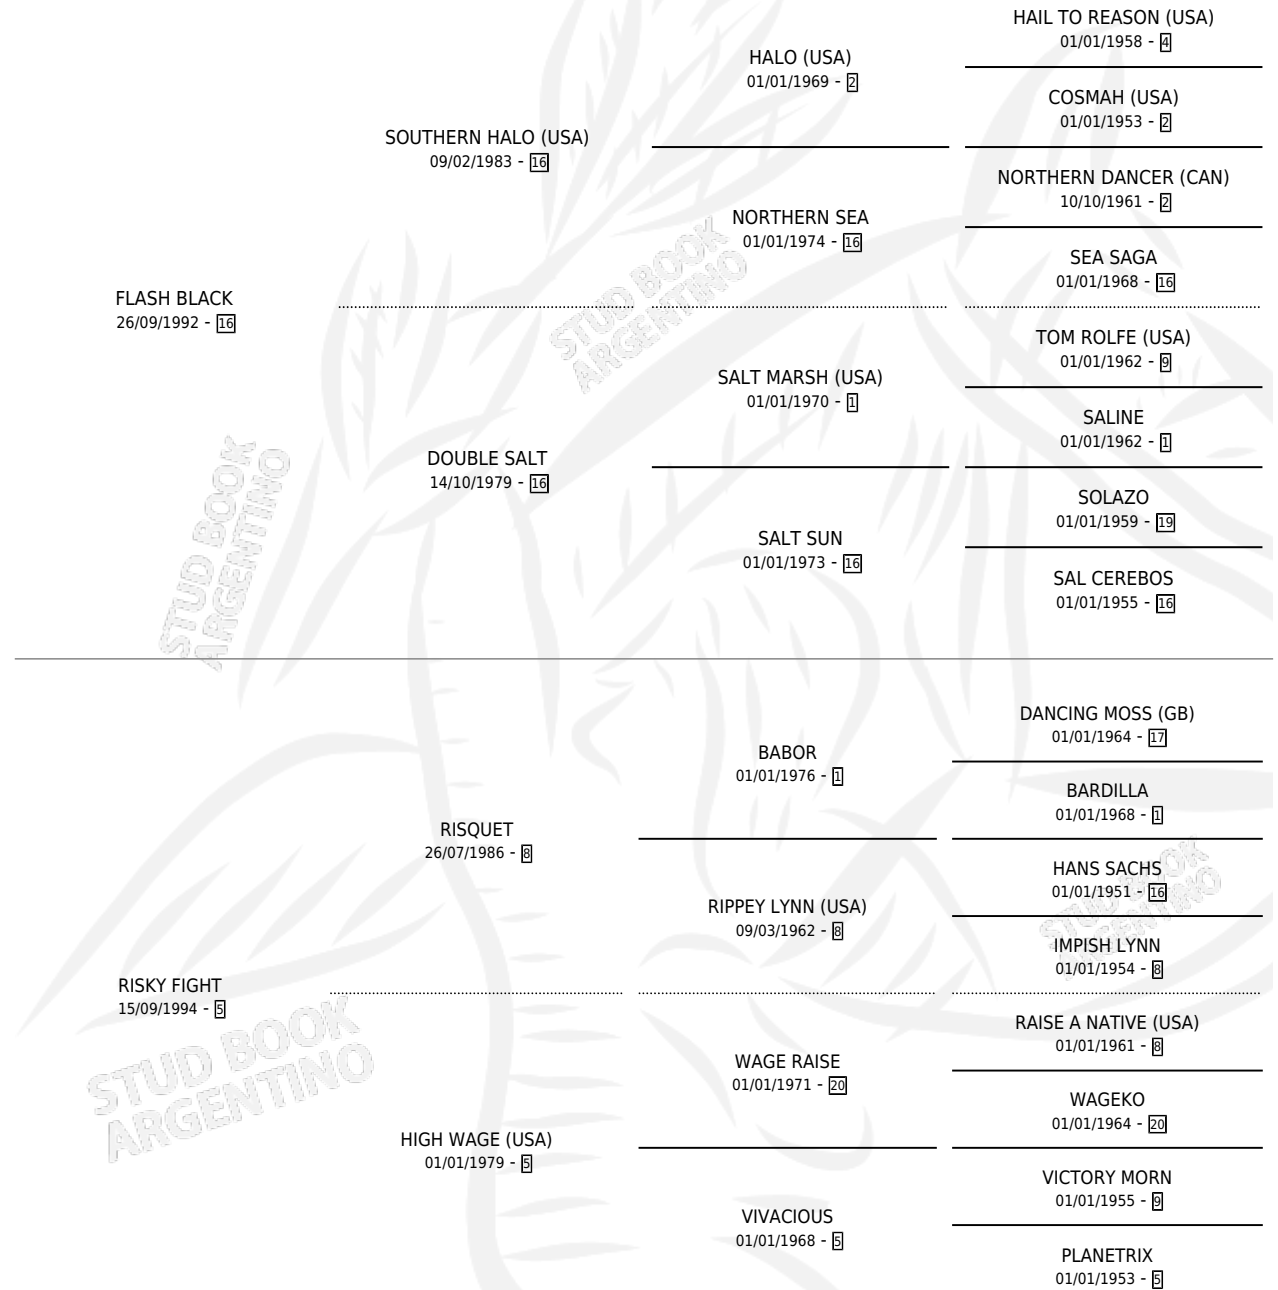 HAIL TO REASON (USA)
01/01/1958 - 4
HALO (USA)
01/01/1969 - 2
COSMAH (USA)
01/01/1953 - 2
SOUTHERN HALO (USA)
09/02/1983 - 16
NORTHERN DANCER (CAN)
10/10/1961 - 2
NORTHERN SEA
01/01/1974 - 16
SEA SAGA
01/01/1968 - 16
FLASH BLACK
26/09/1992 - 16
STUD BOOK
ARGENTINO
TOM ROLFE (USA)
01/01/1962 - 9
SALT MARSH (USA)
01/01/1970 - 1
SALINE
01/01/1962 - 1
DOUBLE SALT
14/10/1979 - 16
SOLAZO
01/01/1959 - 19
SALT SUN
01/01/1973 - 16
SAL CEREBOS
01/01/1955 - 16
STUD BOOK
ARGENTINO
DANCING MOSS (GB)
01/01/1964 - 17
BABOR
01/01/1976 - 1
BARDILLA
01/01/1968 - 1
RISQUET
26/07/1986 - 8
HANS SACHS
01/01/1951 - 16
RIPPEY LYNN (USA)
09/03/1962 - 8
STUD BOOK
ARGENTINO
IMPISH LYNN
01/01/1954 - 8
RISKY FIGHT
15/09/1994 - 5
RAISE A NATIVE (USA)
01/01/1961 - 8
WAGE RAISE
01/01/1971 - 20
STUD BOOK
ARGENTINO
WAGEKO
01/01/1964 - 20
HIGH WAGE (USA)
01/01/1979 - 5
VICTORY MORN
01/01/1955 - 9
VIVACIOUS
01/01/1968 - 5
PLANETRIX
01/01/1953 - 5